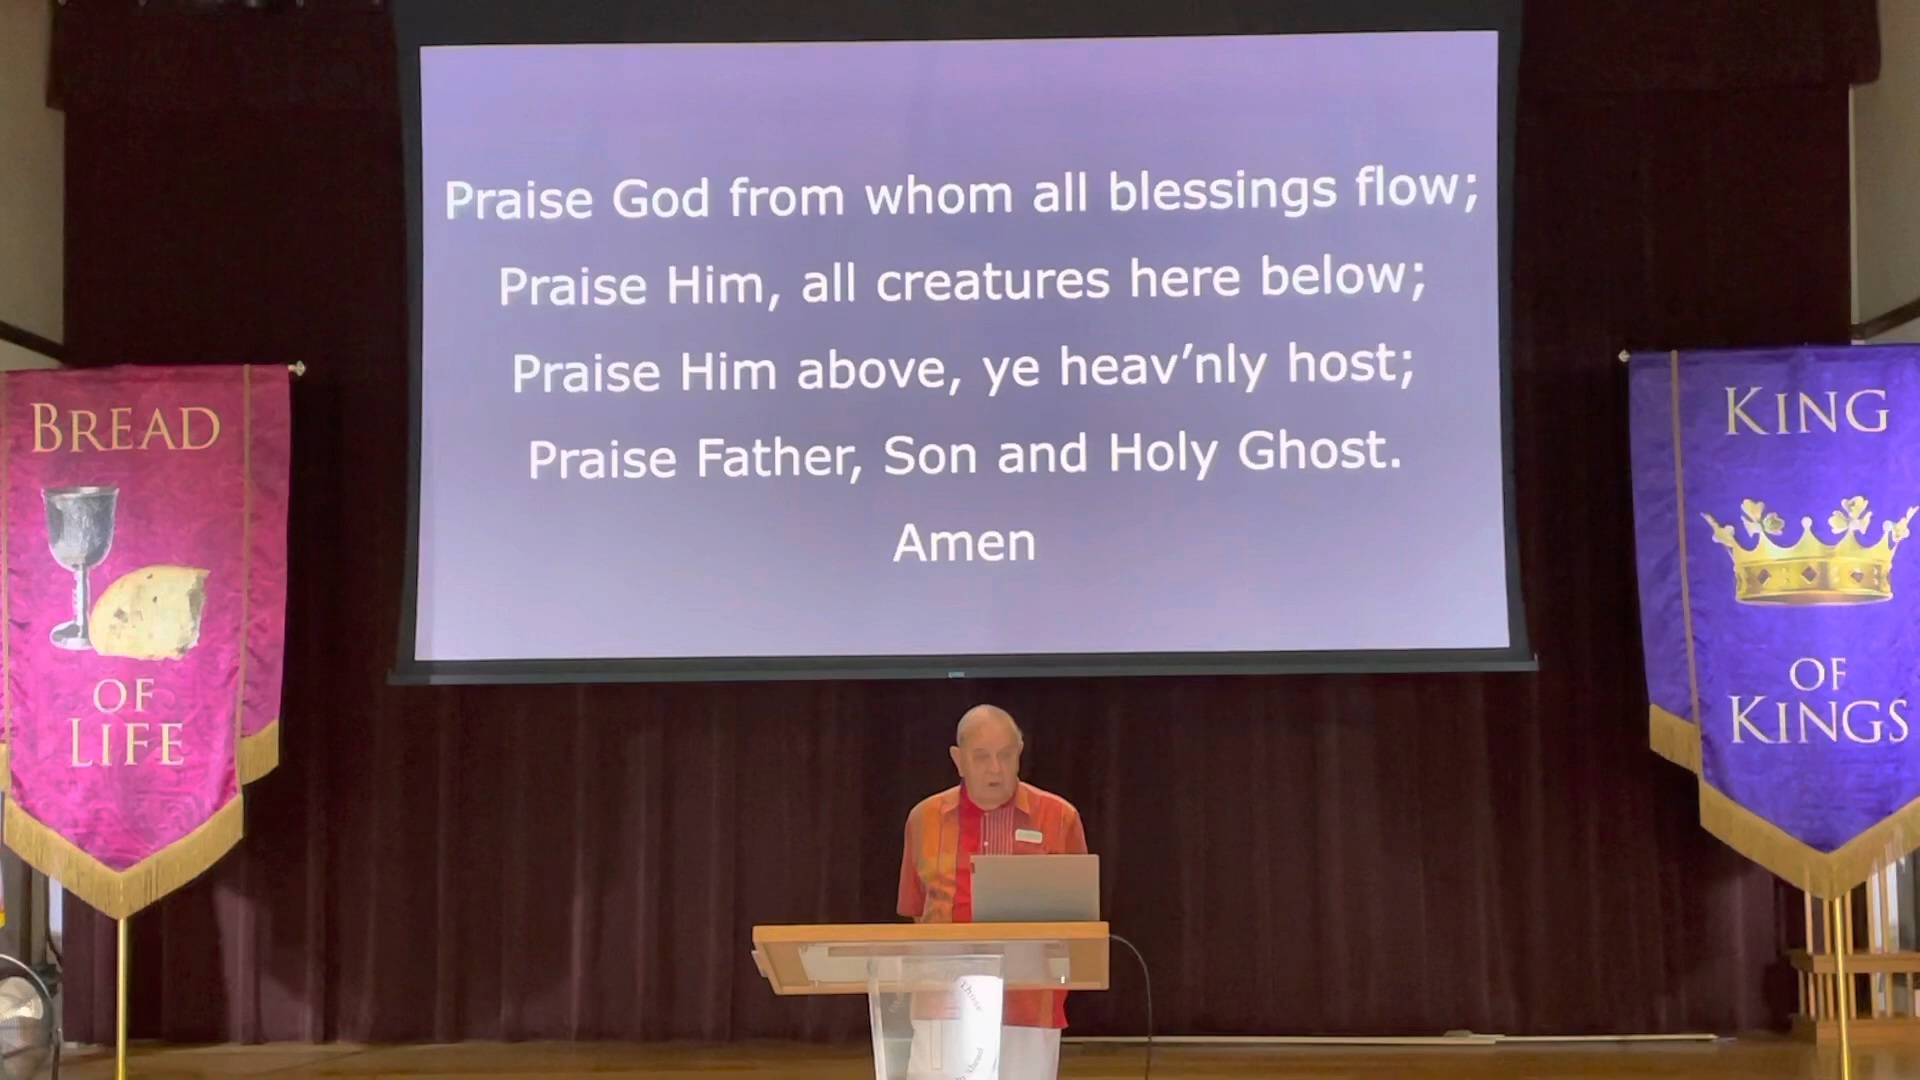 Praise God from whom all blessings flow;
Praise Him, all creatures here below;
Praise Him above, ye heav’nly host;
Praise Father, Son and Holy Ghost.
Amen
BREAD
OF
LIFE
KING
OF
KINGS
Those